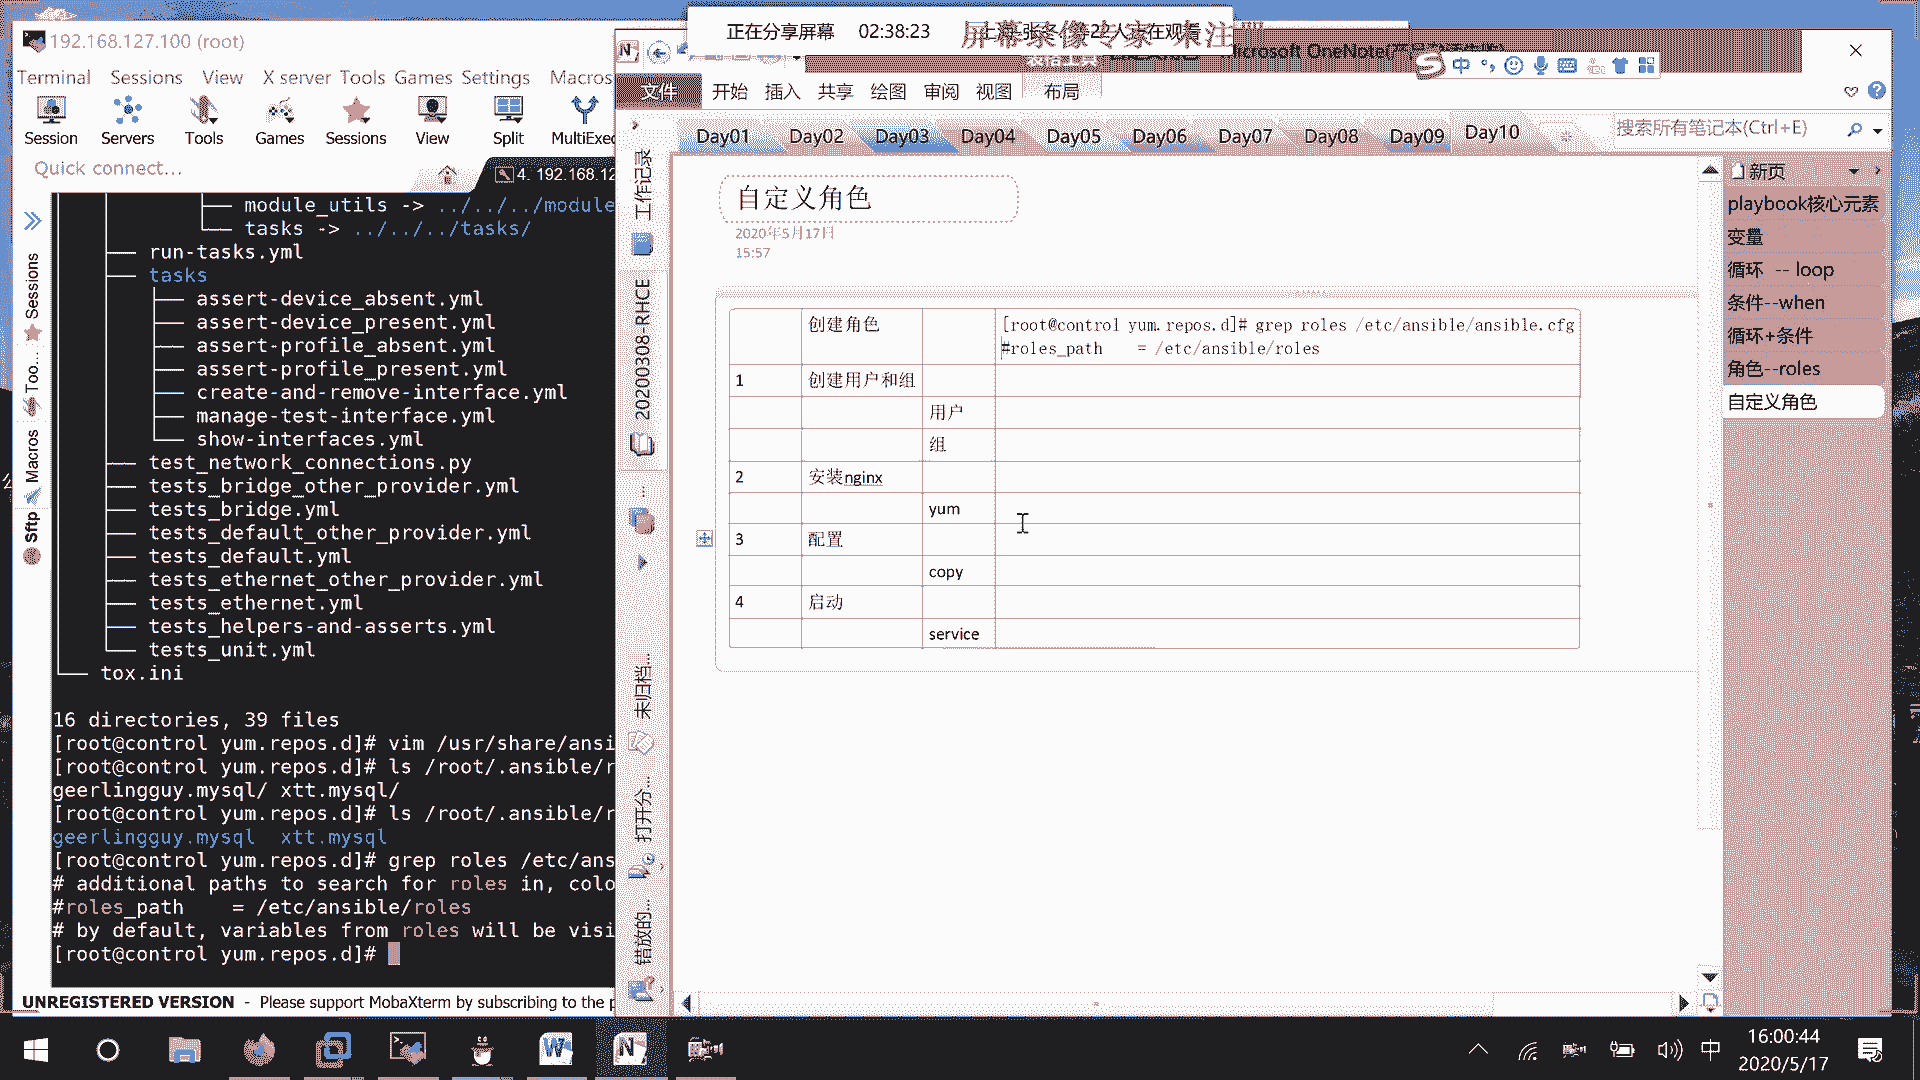 192.168.127.100 (root)
Terminal Sessions View X server Tools Games Settings Macros
Session Servers Tools Games Sessions View Split MultiExec
Quick connect...
4. 192.168.12
Sessions
Too...
Macros
Sftp
module_utils -> ../../../module
tasks -> ../../../tasks/
run-tasks.yml
tasks
assert-device_absent.yml
assert-device_present.yml
assert-profile_absent.yml
assert-profile_present.yml
create-and-remove-interface.yml
manage-test-interface.yml
show-interfaces.yml
test_network_connections.py
tests_bridge_other_provider.yml
tests_bridge.yml
tests_default_other_provider.yml
tests_default.yml
tests_ethernet_other_provider.yml
tests_ethernet.yml
tests_helpers-and-asserts.yml
tests_unit.yml
tox.ini
16 directories, 39 files
[root@control yum.repos.d]# vim /usr/share/ansi
[root@control yum.repos.d]# ls /root/.ansible/r
geerlingguy.mysql/ xtt.mysql/
[root@control yum.repos.d]# ls /root/.ansible/r
geerlingguy.mysql xtt.mysql
[root@control yum.repos.d]# grep roles /etc/ans
# additional paths to search for roles in, colo
#roles_path = /etc/ansible/roles
# by default, variables from roles will be visi
[root@control yum.repos.d]#
UNREGISTERED VERSION - Please support MobaXterm by subscribing to the p
正在分享屏幕 02:38:23
屏幕录像专家 未注册
Microsoft OneNote
文件 开始 插入 共享 绘图 审阅 视图 布局
中
Day01 Day02 Day03 Day04 Day05 Day06 Day07 Day08 Day09 Day10
搜索所有笔记本(Ctrl+E)
工作记录
20200308-RHCE
...
未归档...
打开分...
错放的...
自定义角色
2020年5月17日
15:57
创建角色 [root@control yum.repos.d]# grep roles /etc/ansible/ansible.cfg
#roles_path = /etc/ansible/roles
1 创建用户和组
用户
组
2 安装nginx
yum
3 配置
copy
4 启动
service
新页
playbook核心元素
变量
循环 -- loop
条件--when
循环+条件
角色--roles
自定义角色
中
16:00:44
2020/5/17